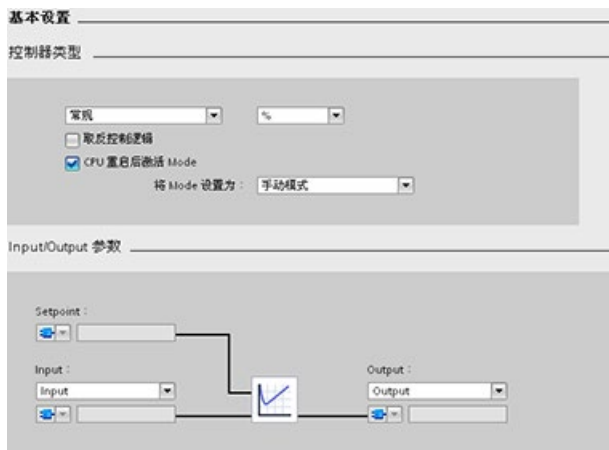 基本设置
控制器类型
常规 %
取反控制逻辑
CPU 重启后激活 Mode
将 Mode 设置为： 手动模式
Input/Output 参数
Setpoint：
Input： Output：
Input Output